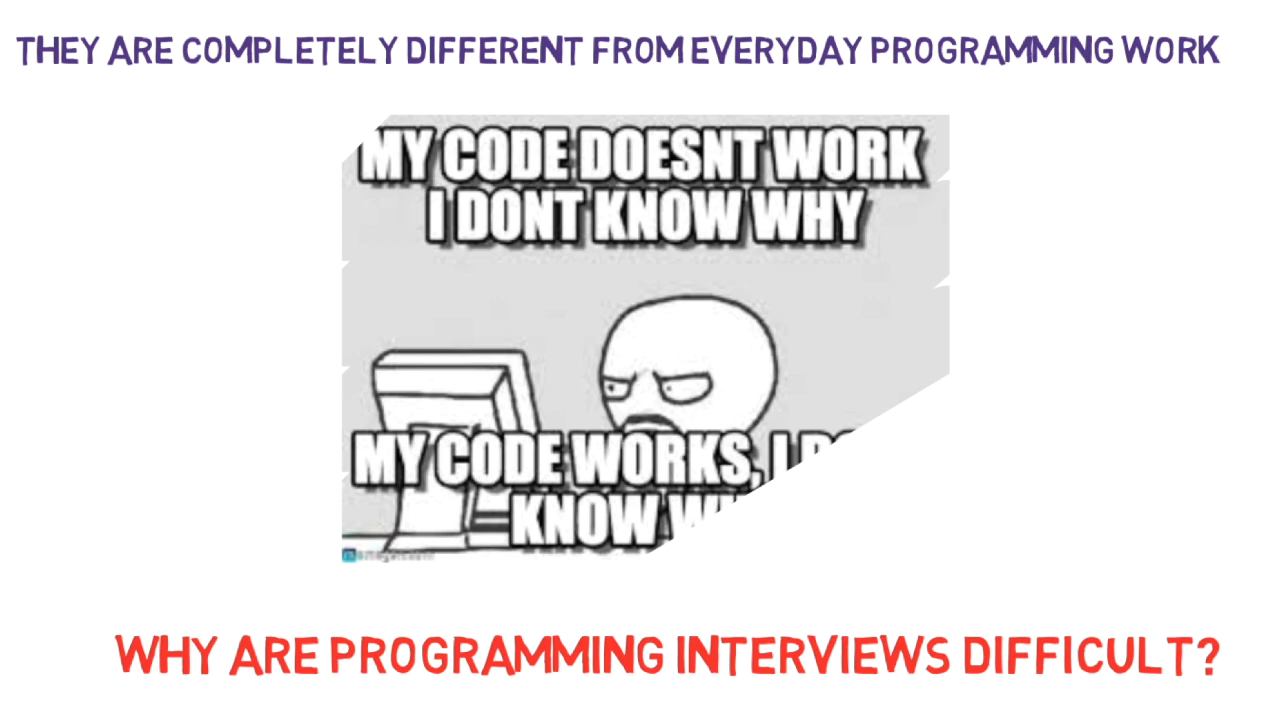 THEY ARE COMPLETELY DIFFERENT FROM EVERYDAY PROGRAMMING WORK
MY CODE DOESNT WORK
I DONT KNOW WHY
MY CODE WORKS, I
KNOW
WHY ARE PROGRAMMING INTERVIEWS DIFFICULT?